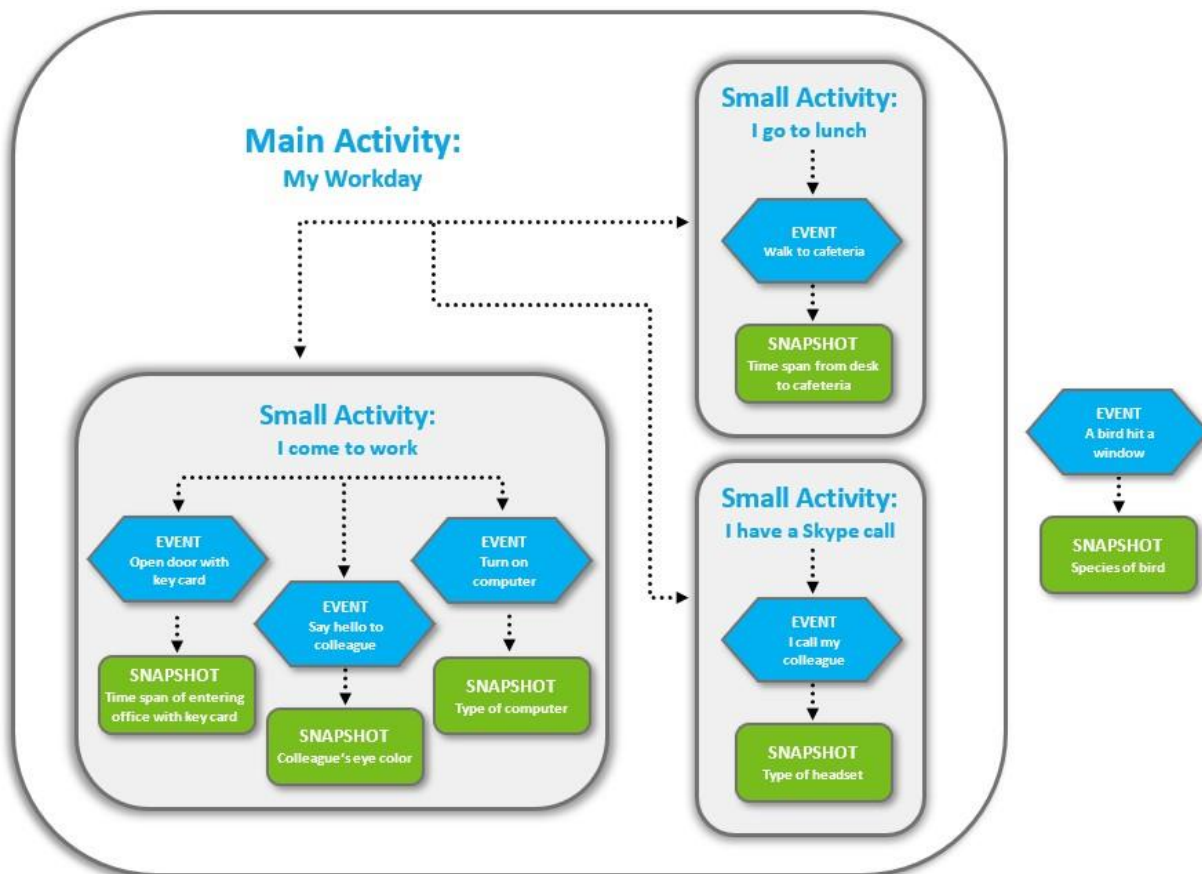 Main Activity:
My Workday
Small Activity:
I go to lunch
EVENT
Walk to cafeteria
SNAPSHOT
Time span from desk
to cafeteria
Small Activity:
I come to work
EVENT
Open door with
key card
SNAPSHOT
Time span of entering
office with key card
EVENT
Say hello to
colleague
SNAPSHOT
Colleague's eye color
EVENT
Turn on
computer
SNAPSHOT
Type of computer
Small Activity:
I have a Skype call
EVENT
I call my
colleague
SNAPSHOT
Type of headset
EVENT
A bird hit a
window
SNAPSHOT
Species of bird